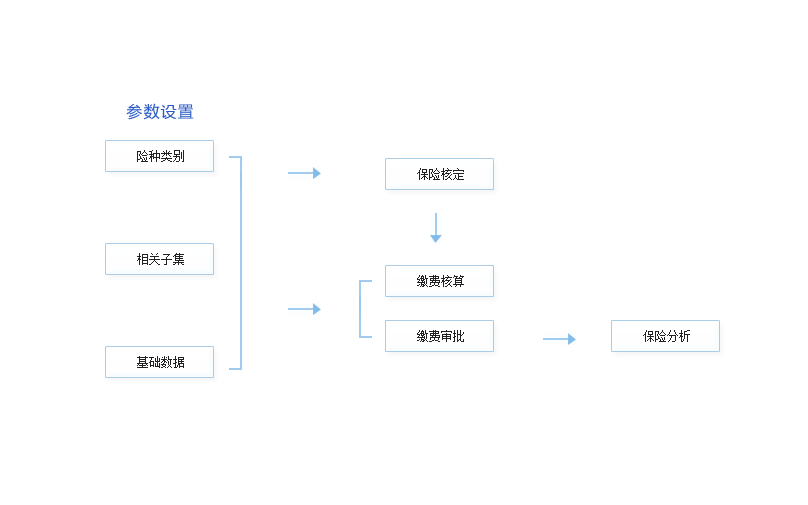 参数设置
险种类别
相关子集
基础数据
保险核定
缴费核算
缴费审批
保险分析